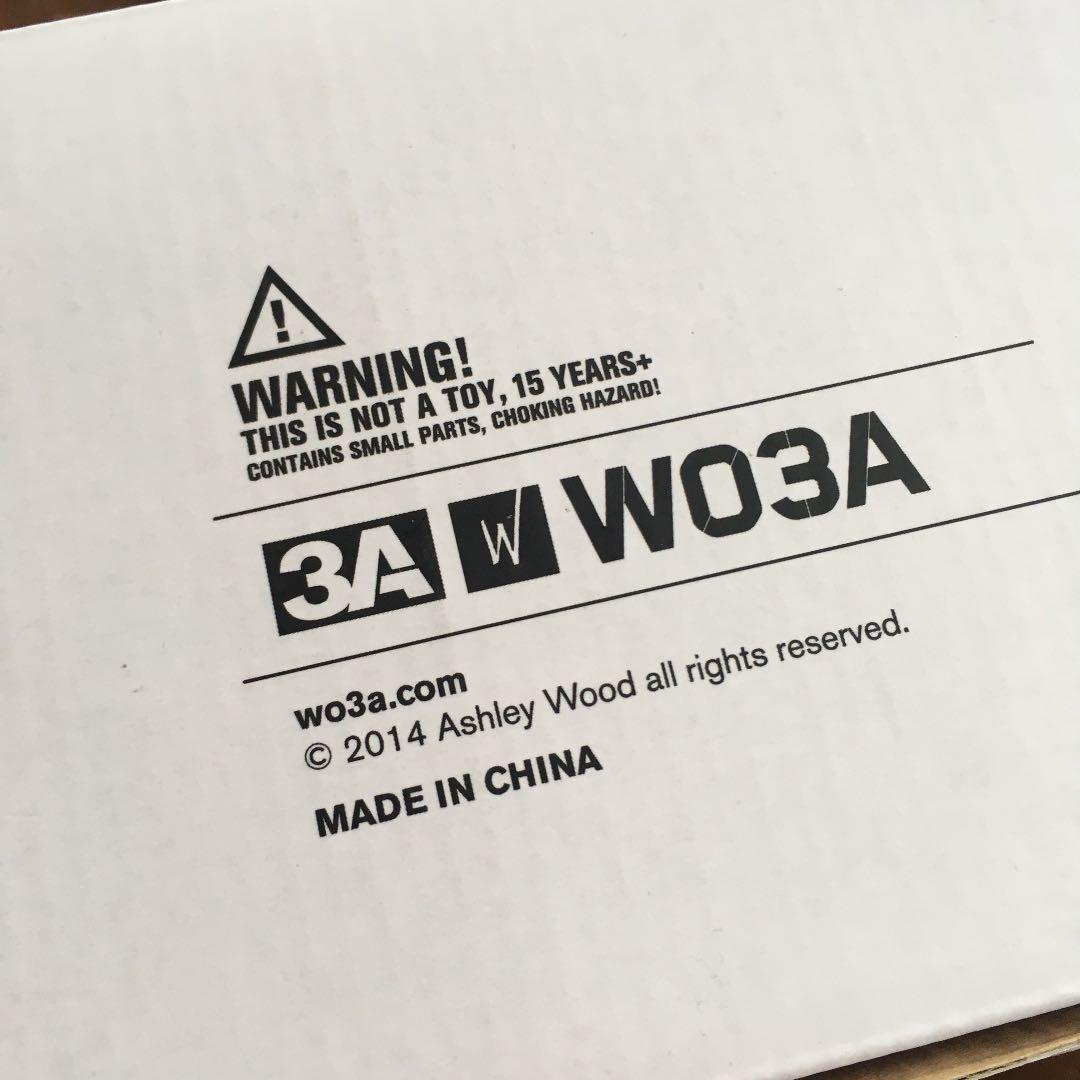 !
WARNING!
THIS IS NOT A TOY, 15 YEARS+
CONTAINS SMALL PARTS, CHOKING HAZARD!
3A W WO3A
wo3a.com
© 2014 Ashley Wood all rights reserved.
MADE IN CHINA